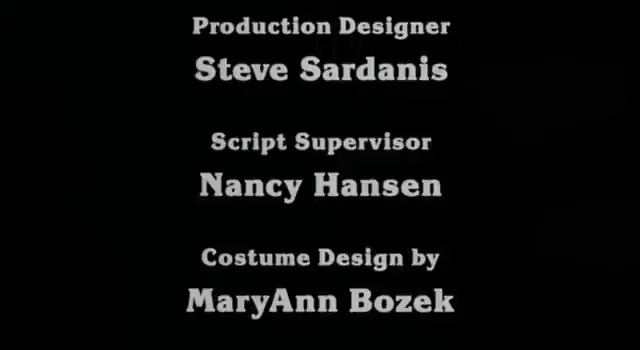 Production Designer
Steve Sardanis
Script Supervisor
Nancy Hansen
Costume Design by
MaryAnn Bozek